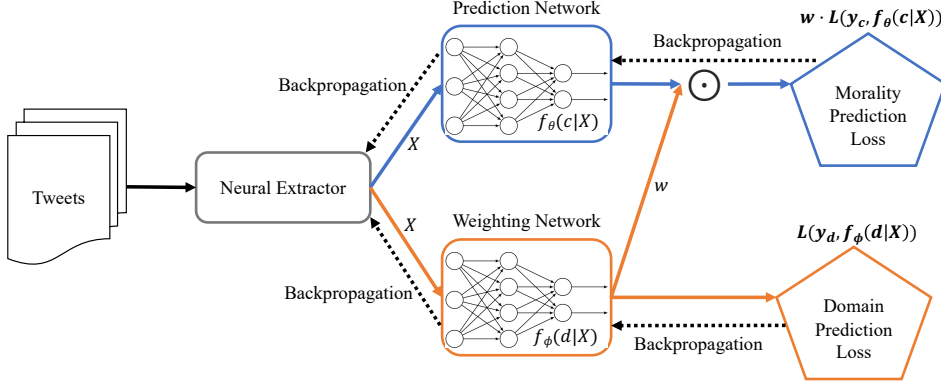 Prediction Network
w · L(y_c, f_θ(c|X))
Backpropagation
Backpropagation
f_θ(c|X)
Morality
Prediction
Loss
X
Tweets
Neural Extractor
w
X
Weighting Network
L(y_d, f_ϕ(d|X))
Backpropagation
f_ϕ(d|X)
Domain
Prediction
Loss
Backpropagation